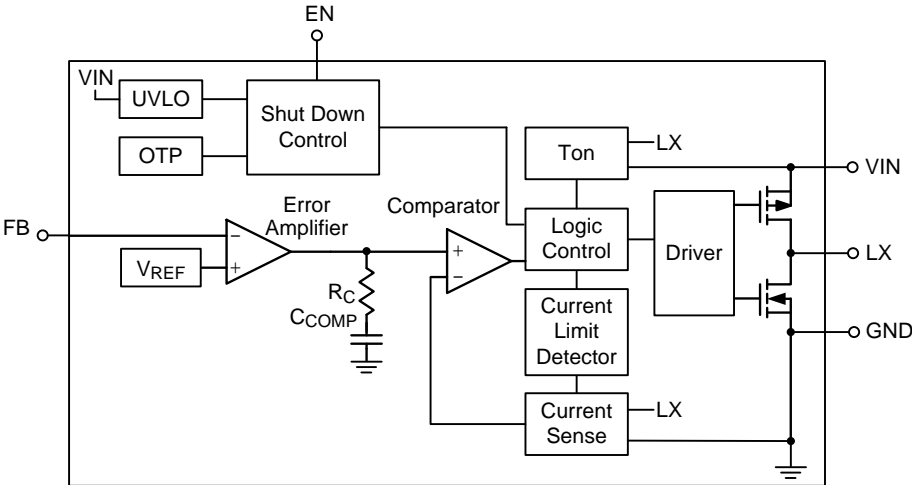 EN
VIN
UVLO
Shut Down
Control
OTP
Ton
LX
VIN
Error
Amplifier
Comparator
FB
−
+
VREF
+
−
Logic
Control
Driver
LX
RC
CCOMP
Current
Limit
Detector
GND
Current
Sense
LX